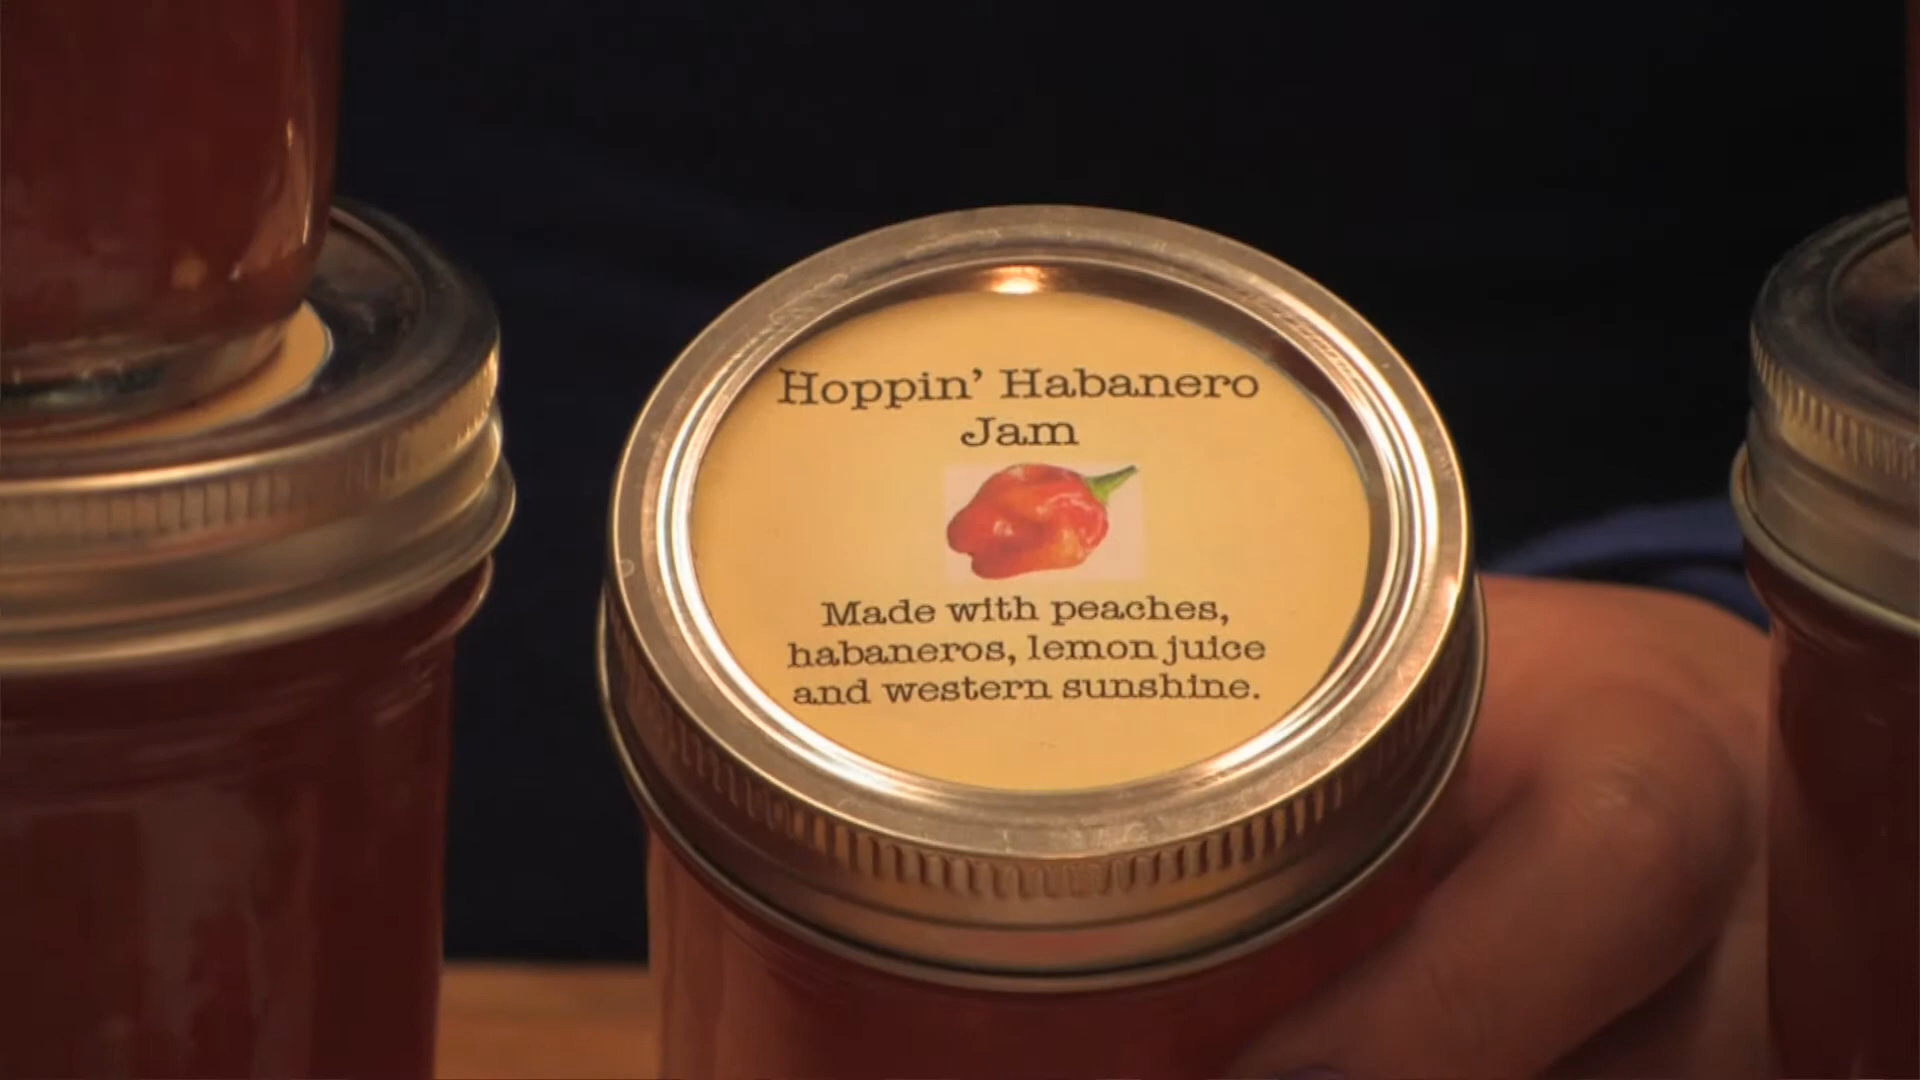 Hoppin' Habanero
Jam
Made with peaches,
habaneros, lemon juice
and western sunshine.